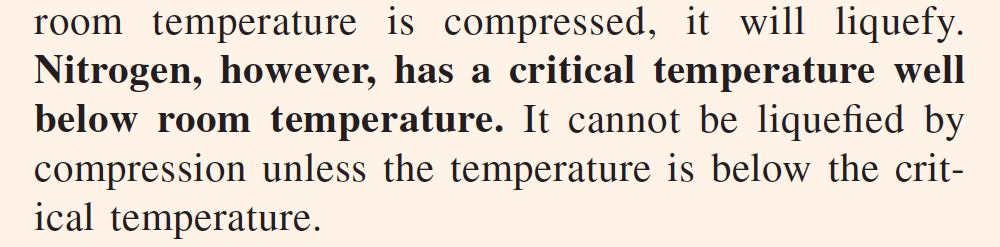 room temperature is compressed, it will liquefy.
Nitrogen, however, has a critical temperature well
below room temperature. It cannot be liquefied by
compression unless the temperature is below the crit-
ical temperature.